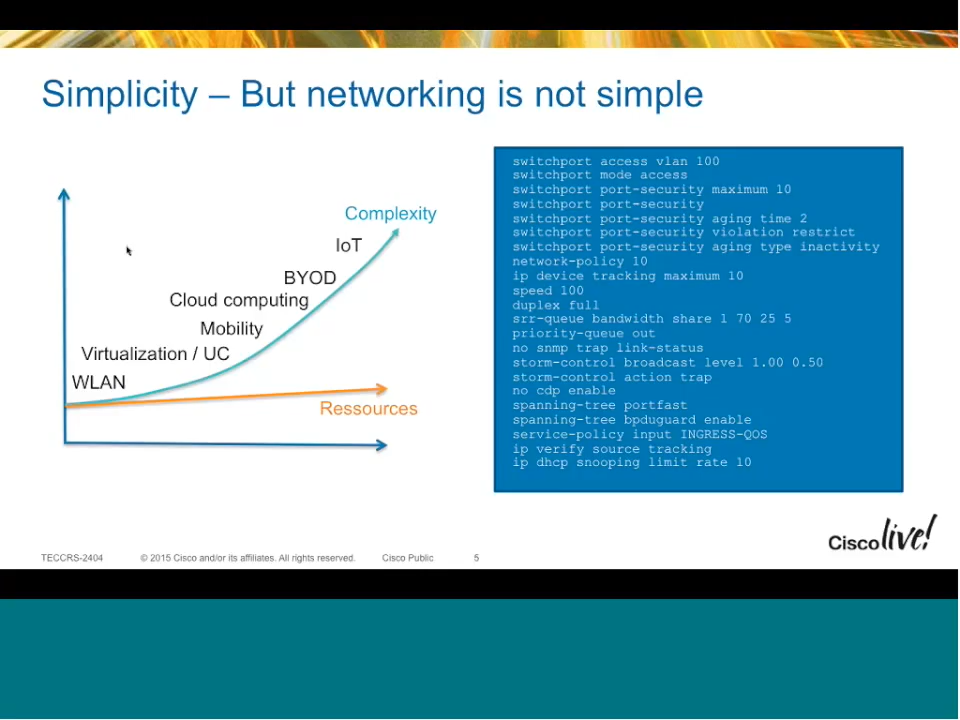 Simplicity – But networking is not simple
Complexity
IoT
BYOD
Cloud computing
Mobility
Virtualization / UC
WLAN
Ressources
switchport access vlan 100
switchport mode access
switchport port-security maximum 10
switchport port-security
switchport port-security aging time 2
switchport port-security violation restrict
switchport port-security aging type inactivity
network-policy 10
ip device tracking maximum 10
speed 100
duplex full
srr-queue bandwidth share 1 70 25 5
priority-queue out
no snmp trap link-status
storm-control broadcast level 1.00 0.50
storm-control action trap
no cdp enable
spanning-tree portfast
spanning-tree bpduguard enable
service-policy input INGRESS-QOS
ip verify source tracking
ip dhcp snooping limit rate 10
TECCRS-2404 © 2015 Cisco and/or its affiliates. All rights reserved. Cisco Public 5
Cisco live!